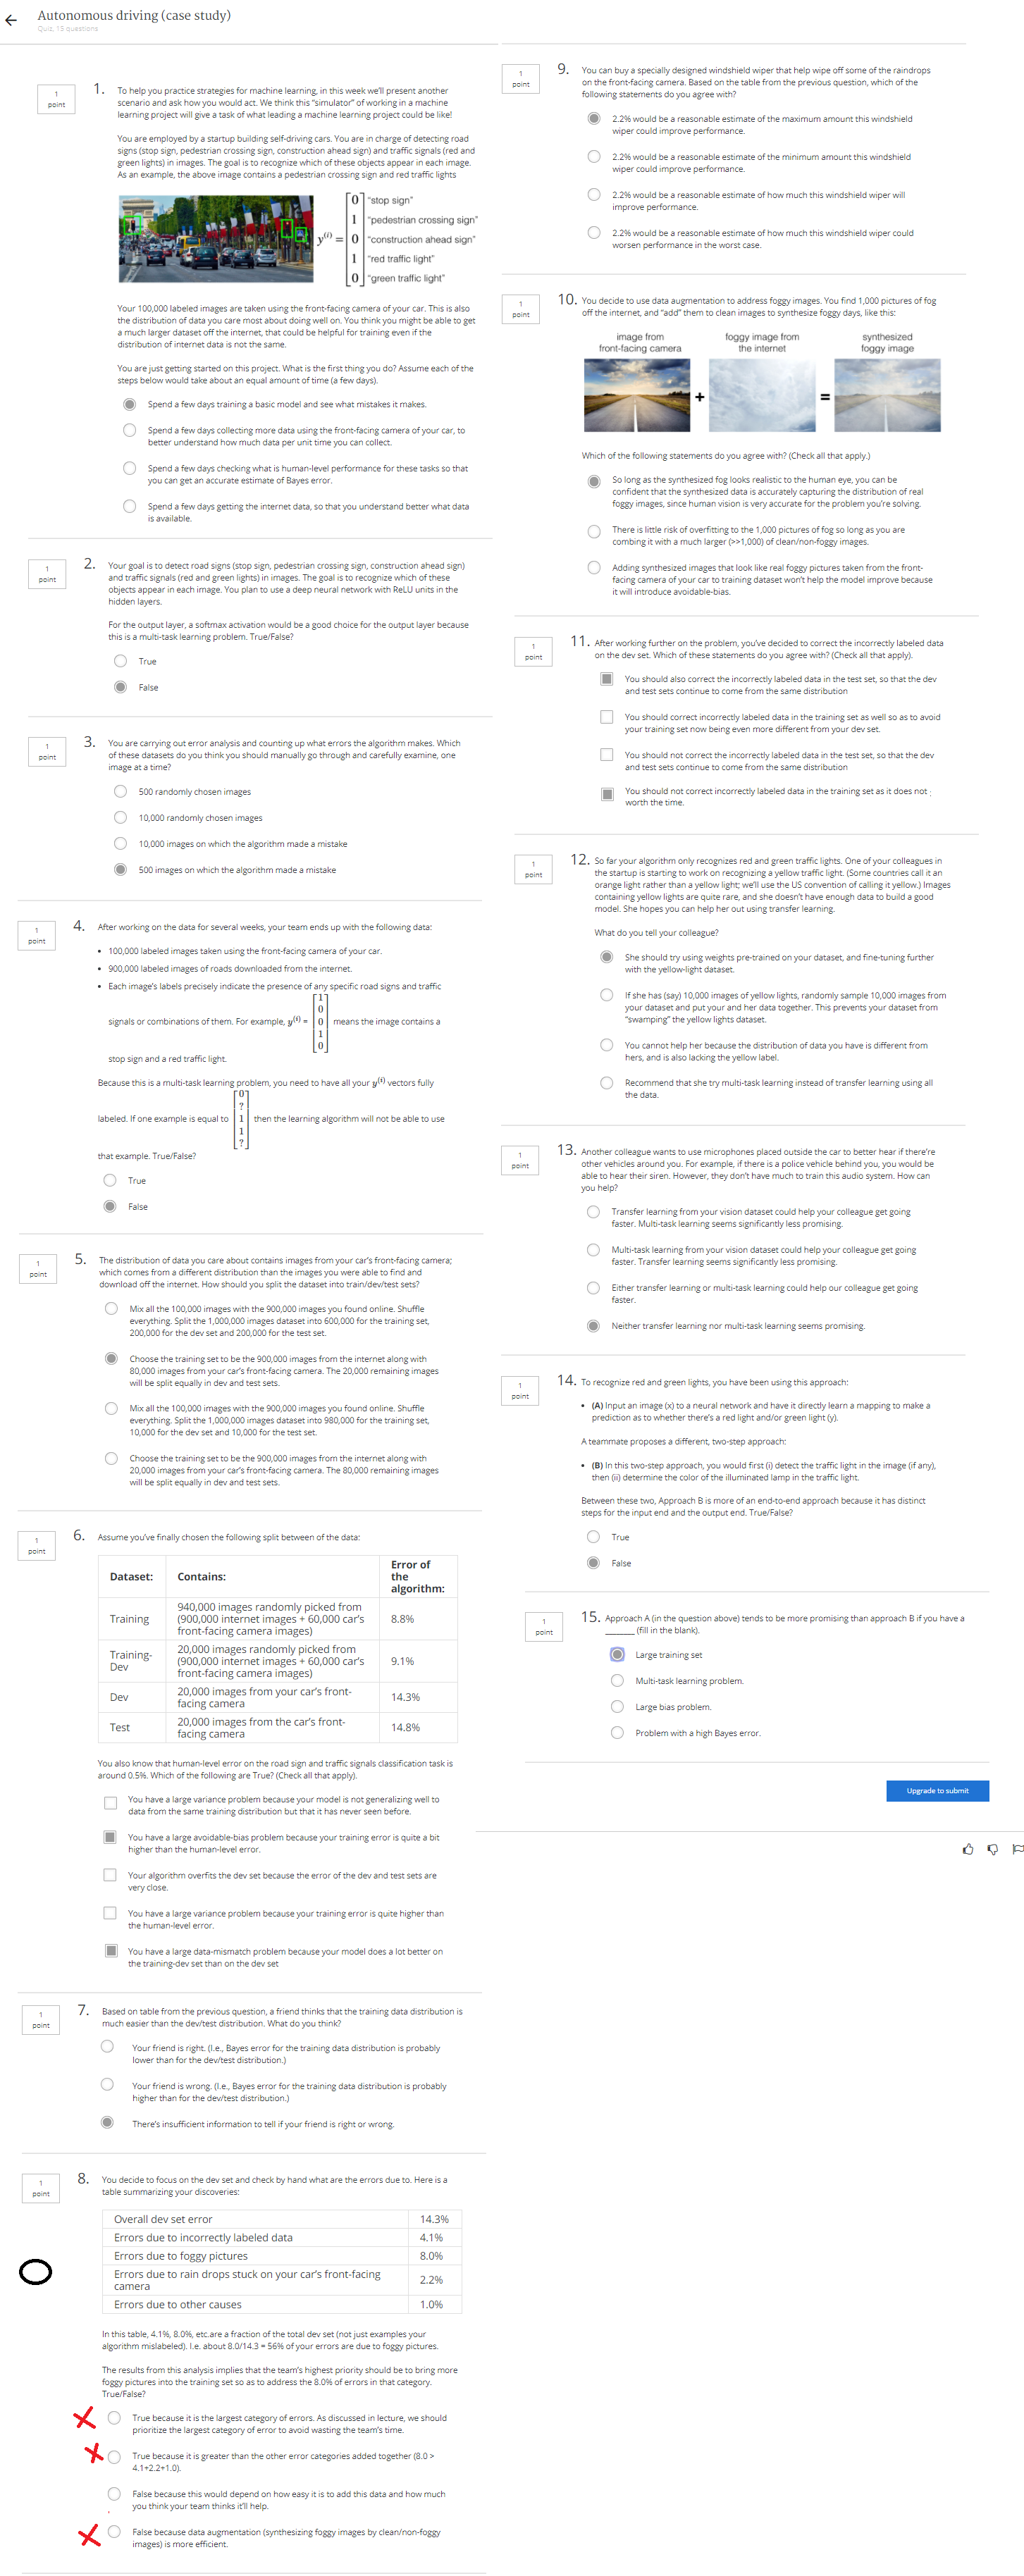 Autonomous driving (case study)
Quiz, 15 questions
1
point
1.
To help you practice strategies for machine learning, in this week we'll present another
scenario and ask how you would act. We think this "simulator" of working in a machine
learning project will give a task of what leading a machine learning project could be like!
You are employed by a startup building self-driving cars. You are in charge of detecting road
signs (stop sign, pedestrian crossing sign, construction ahead sign) and traffic signals (red and
green lights) in images. The goal is to recognize which of these objects appear in each image.
As an example, the above image contains a pedestrian crossing sign and red traffic lights
y(i) =
0 "stop sign"
1 "pedestrian crossing sign"
0 "construction ahead sign"
1 "red traffic light"
0 "green traffic light"
Your 100,000 labeled images are taken using the front-facing camera of your car. This is also
the distribution of data you care most about doing well on. You think you might be able to get
a much larger dataset off the internet, that could be helpful for training even if the
distribution of internet data is not the same.
You are just getting started on this project. What is the first thing you do? Assume each of the
steps below would take about an equal amount of time (a few days).
Spend a few days training a basic model and see what mistakes it makes.
Spend a few days collecting more data using the front-facing camera of your car, to
better understand how much data per unit time you can collect.
Spend a few days checking what is human-level performance for these tasks so that
you can get an accurate estimate of Bayes error.
Spend a few days getting the internet data, so that you understand better what data
is available.
1
point
2.
Your goal is to detect road signs (stop sign, pedestrian crossing sign, construction ahead sign)
and traffic signals (red and green lights) in images. The goal is to recognize which of these
objects appear in each image. You plan to use a deep neural network with ReLU units in the
hidden layers.
For the output layer, a softmax activation would be a good choice for the output layer because
this is a multi-task learning problem. True/False?
True
False
1
point
3.
You are carrying out error analysis and counting up what errors the algorithm makes. Which
of these datasets do you think you should manually go through and carefully examine, one
image at a time?
500 randomly chosen images
10,000 randomly chosen images
10,000 images on which the algorithm made a mistake
500 images on which the algorithm made a mistake
1
point
4.
After working on the data for several weeks, your team ends up with the following data:
• 100,000 labeled images taken using the front-facing camera of your car.
• 900,000 labeled images of roads downloaded from the internet.
• Each image's labels precisely indicate the presence of any specific road signs and traffic
signals or combinations of them. For example, y(i) = [1 0 0 1 0] means the image contains a
stop sign and a red traffic light.
Because this is a multi-task learning problem, you need to have all your y(i) vectors fully
labeled. If one example is equal to [0 ? 1 1 ?] then the learning algorithm will not be able to use
that example. True/False?
True
False
1
point
5.
The distribution of data you care about contains images from your car's front-facing camera;
which comes from a different distribution than the images you were able to find and
download off the internet. How should you split the dataset into train/dev/test sets?
Mix all the 100,000 images with the 900,000 images you found online. Shuffle
everything. Split the 1,000,000 images dataset into 600,000 for the training set,
200,000 for the dev set and 200,000 for the test set.
Choose the training set to be the 900,000 images from the internet along with
80,000 images from your car's front-facing camera. The 20,000 remaining images
will be split equally in dev and test sets.
Mix all the 100,000 images with the 900,000 images you found online. Shuffle
everything. Split the 1,000,000 images dataset into 980,000 for the training set,
10,000 for the dev set and 10,000 for the test set.
Choose the training set to be the 900,000 images from the internet along with
20,000 images from your car's front-facing camera. The 80,000 remaining images
will be split equally in dev and test sets.
1
point
6.
Assume you've finally chosen the following split between of the data:
Dataset: Contains: Error of the algorithm:
Training 940,000 images randomly picked from (900,000 internet images + 60,000 car's front-facing camera images) 8.8%
Training-Dev 20,000 images randomly picked from (900,000 internet images + 60,000 car's front-facing camera images) 9.1%
Dev 20,000 images from your car's front-facing camera 14.3%
Test 20,000 images from the car's front-facing camera 14.8%
You also know that human-level error on the road sign and traffic signals classification task is
around 0.5%. Which of the following are True? (Check all that apply).
You have a large variance problem because your model is not generalizing well to
data from the same training distribution but that it has never seen before.
You have a large avoidable-bias problem because your training error is quite a bit
higher than the human-level error.
Your algorithm overfits the dev set because the error of the dev and test sets are
very close.
You have a large variance problem because your training error is quite higher than
the human-level error.
You have a large data-mismatch problem because your model does a lot better on
the training-dev set than on the dev set
1
point
7.
Based on table from the previous question, a friend thinks that the training data distribution is
much easier than the dev/test distribution. What do you think?
Your friend is right. (I.e., Bayes error for the training data distribution is probably
lower than for the dev/test distribution.)
Your friend is wrong. (I.e., Bayes error for the training data distribution is probably
higher than for the dev/test distribution.)
There's insufficient information to tell if your friend is right or wrong.
1
point
8.
You decide to focus on the dev set and check by hand what are the errors due to. Here is a
table summarizing your discoveries:
Overall dev set error 14.3%
Errors due to incorrectly labeled data 4.1%
Errors due to foggy pictures 8.0%
Errors due to rain drops stuck on your car's front-facing camera 2.2%
Errors due to other causes 1.0%
In this table, 4.1%, 8.0%, etc.are a fraction of the total dev set (not just examples your
algorithm mislabeled). I.e. about 8.0/14.3 = 56% of your errors are due to foggy pictures.
The results from this analysis implies that the team's highest priority should be to bring more
foggy pictures into the training set so as to address the 8.0% of errors in that category.
True/False?
True because it is the largest category of errors. As discussed in lecture, we should
prioritize the largest category of error to avoid wasting the team's time.
True because it is greater than the other error categories added together (8.0 >
4.1+2.2+1.0).
False because this would depend on how easy it is to add this data and how much
you think your team thinks it'll help.
False because data augmentation (synthesizing foggy images by clean/non-foggy
images) is more efficient.
1
point
9.
You can buy a specially designed windshield wiper that help wipe off some of the raindrops
on the front-facing camera. Based on the table from the previous question, which of the
following statements do you agree with?
2.2% would be a reasonable estimate of the maximum amount this windshield
wiper could improve performance.
2.2% would be a reasonable estimate of the minimum amount this windshield
wiper could improve performance.
2.2% would be a reasonable estimate of how much this windshield wiper will
improve performance.
2.2% would be a reasonable estimate of how much this windshield wiper could
worsen performance in the worst case.
1
point
10.
You decide to use data augmentation to address foggy images. You find 1,000 pictures of fog
off the internet, and "add" them to clean images to synthesize foggy days, like this:
image from front-facing camera
+
foggy image from the internet
=
synthesized foggy image
Which of the following statements do you agree with? (Check all that apply.)
So long as the synthesized fog looks realistic to the human eye, you can be
confident that the synthesized data is accurately capturing the distribution of real
foggy images, since human vision is very accurate for the problem you're solving.
There is little risk of overfitting to the 1,000 pictures of fog so long as you are
combing it with a much larger (>>1,000) of clean/non-foggy images.
Adding synthesized images that look like real foggy pictures taken from the front-
facing camera of your car to training dataset won't help the model improve because
it will introduce avoidable-bias.
1
point
11.
After working further on the problem, you've decided to correct the incorrectly labeled data
on the dev set. Which of these statements do you agree with? (Check all that apply).
You should also correct the incorrectly labeled data in the test set, so that the dev
and test sets continue to come from the same distribution
You should correct incorrectly labeled data in the training set as well so as to avoid
your training set now being even more different from your dev set.
You should not correct the incorrectly labeled data in the test set, so that the dev
and test sets continue to come from the same distribution
You should not correct incorrectly labeled data in the training set as it does not
worth the time.
1
point
12.
So far your algorithm only recognizes red and green traffic lights. One of your colleagues in
the startup is starting to work on recognizing a yellow traffic light. (Some countries call it an
orange light rather than a yellow light; we'll use the US convention of calling it yellow.) Images
containing yellow lights are quite rare, and she doesn't have enough data to build a good
model. She hopes you can help her out using transfer learning.
What do you tell your colleague?
She should try using weights pre-trained on your dataset, and fine-tuning further
with the yellow-light dataset.
If she has (say) 10,000 images of yellow lights, randomly sample 10,000 images from
your dataset and put your and her data together. This prevents your dataset from
"swamping" the yellow lights dataset.
You cannot help her because the distribution of data you have is different from
hers, and is also lacking the yellow label.
Recommend that she try multi-task learning instead of transfer learning using all
the data.
1
point
13.
Another colleague wants to use microphones placed outside the car to better hear if there're
other vehicles around you. For example, if there is a police vehicle behind you, you would be
able to hear their siren. However, they don't have much to train this audio system. How can
you help?
Transfer learning from your vision dataset could help your colleague get going
faster. Multi-task learning seems significantly less promising.
Multi-task learning from your vision dataset could help your colleague get going
faster. Transfer learning seems significantly less promising.
Either transfer learning or multi-task learning could help our colleague get going
faster.
Neither transfer learning nor multi-task learning seems promising.
1
point
14.
To recognize red and green lights, you have been using this approach:
• (A) Input an image (x) to a neural network and have it directly learn a mapping to make a
prediction as to whether there's a red light and/or green light (y).
A teammate proposes a different, two-step approach:
• (B) In this two-step approach, you would first (i) detect the traffic light in the image (if any),
then (ii) determine the color of the illuminated lamp in the traffic light.
Between these two, Approach B is more of an end-to-end approach because it has distinct
steps for the input end and the output end. True/False?
True
False
1
point
15.
Approach A (in the question above) tends to be more promising than approach B if you have a
________ (fill in the blank).
Large training set
Multi-task learning problem.
Large bias problem.
Problem with a high Bayes error.
Upgrade to submit